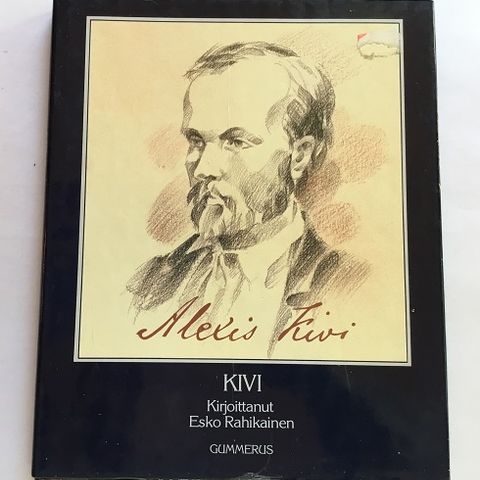 Alexis Kivi
KIVI
Kirjoittanut
Esko Rahikainen
GUMMERUS